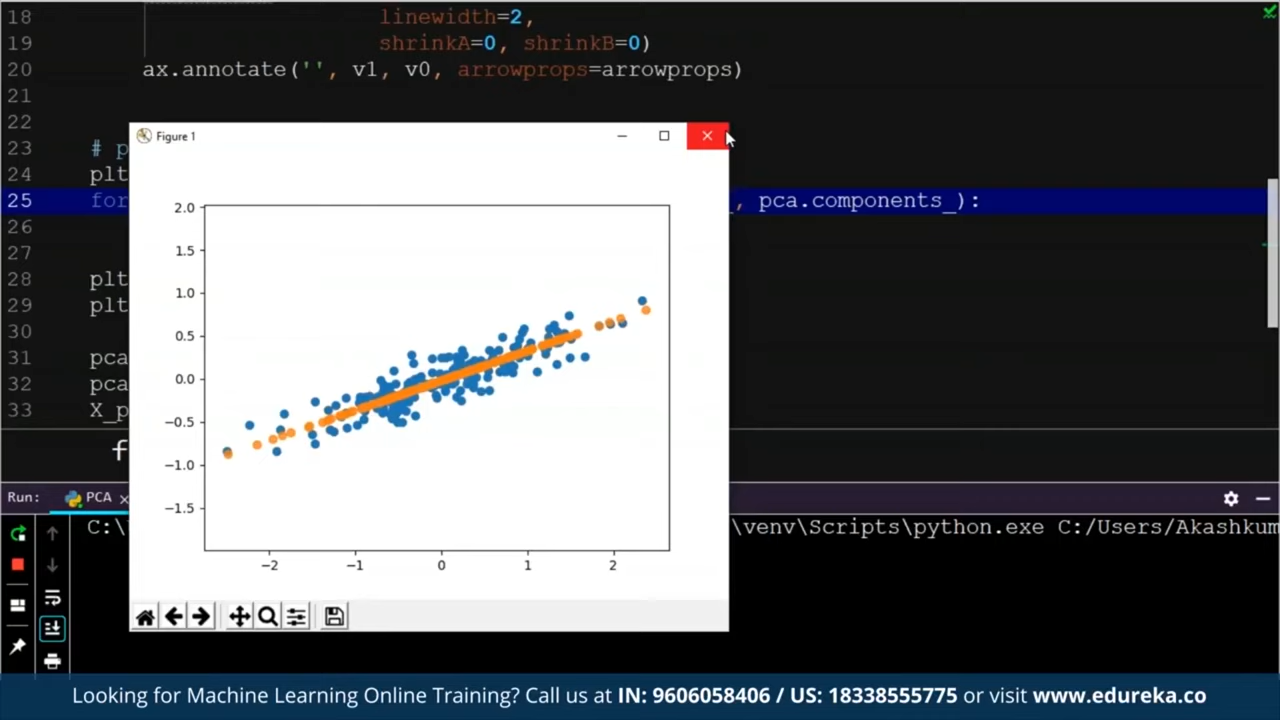 18 linewidth=2,
19 shrinkA=0, shrinkB=0)
20 ax.annotate('', v1, v0, arrowprops=arrowprops)
21
22
23 # p
24 plt
25 for , pca.components_):
26
27
28 plt
29 plt
30
31 pca
32 pca
33 X_p
f
Figure 1
2.0
1.5
1.0
0.5
0.0
−0.5
−1.0
−1.5
−2 −1 0 1 2
Run: PCA
C:\ \venv\Scripts\python.exe C:/Users/Akashkum
Looking for Machine Learning Online Training? Call us at IN: 9606058406 / US: 18338555775 or visit www.edureka.co